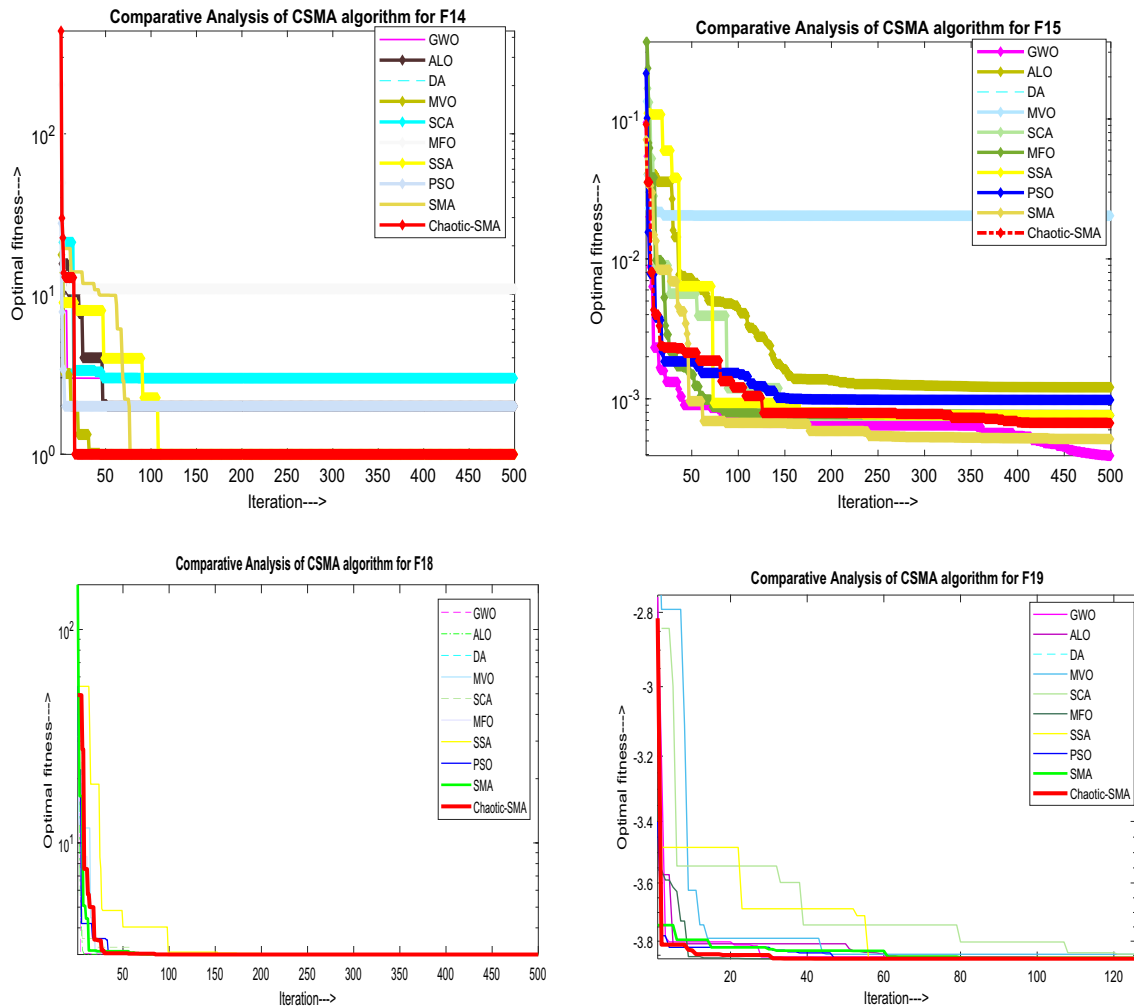 Comparative Analysis of CSMA algorithm for F14
Optimal fitness--->
10^2
10^1
10^0
50 100 150 200 250 300 350 400 450 500
Iteration--->
GWO
ALO
DA
MVO
SCA
MFO
SSA
PSO
SMA
Chaotic-SMA
Comparative Analysis of CSMA algorithm for F15
Optimal fitness--->
10^-1
10^-2
10^-3
50 100 150 200 250 300 350 400 450 500
Iteration--->
GWO
ALO
DA
MVO
SCA
MFO
SSA
PSO
SMA
Chaotic-SMA
Comparative Analysis of CSMA algorithm for F18
Optimal fitness--->
10^2
10^1
50 100 150 200 250 300 350 400 450 500
Iteration--->
GWO
ALO
DA
MVO
SCA
MFO
SSA
PSO
SMA
Chaotic-SMA
Comparative Analysis of CSMA algorithm for F19
Optimal fitness--->
-2.8
-3
-3.2
-3.4
-3.6
-3.8
20 40 60 80 100 120
Iteration--->
GWO
ALO
DA
MVO
SCA
MFO
SSA
PSO
SMA
Chaotic-SMA